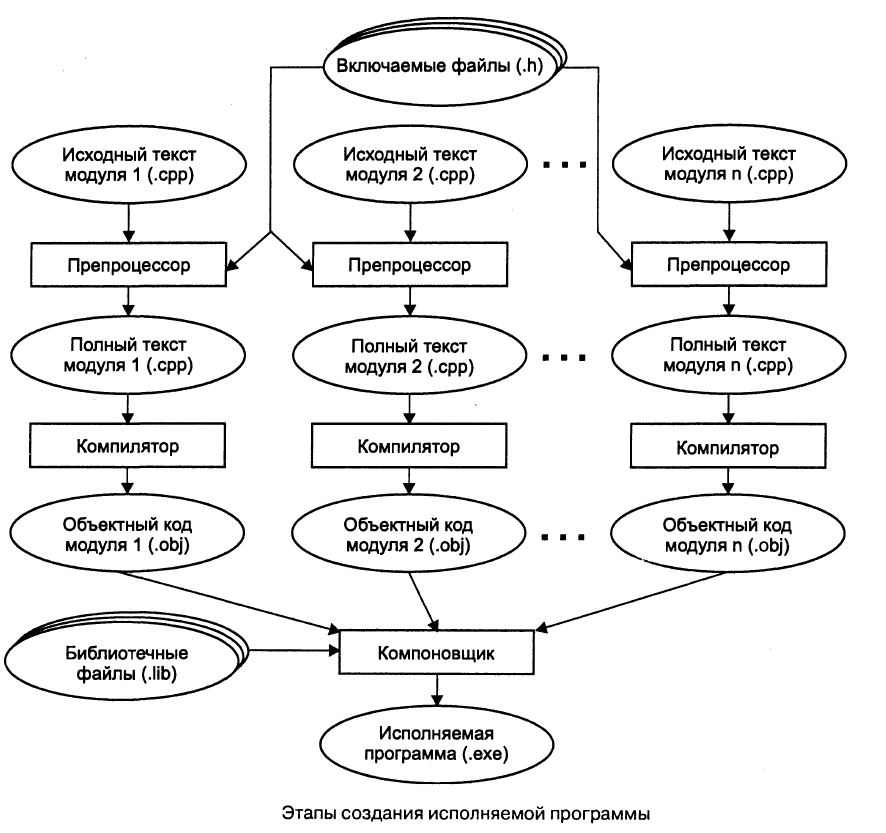 Включаемые файлы (.h)
Исходный текст
модуля 1 (.cpp)
Исходный текст
модуля 2 (.cpp)
Исходный текст
модуля n (.cpp)
Препроцессор
Препроцессор
Препроцессор
Полный текст
модуля 1 (.cpp)
Полный текст
модуля 2 (.cpp)
Полный текст
модуля n (.cpp)
Компилятор
Компилятор
Компилятор
Объектный код
модуля 1 (.obj)
Объектный код
модуля 2 (.obj)
Объектный код
модуля n (.obj)
Библиотечные
файлы (.lib)
Компоновщик
Исполняемая
программа (.exe)
Этапы создания исполняемой программы